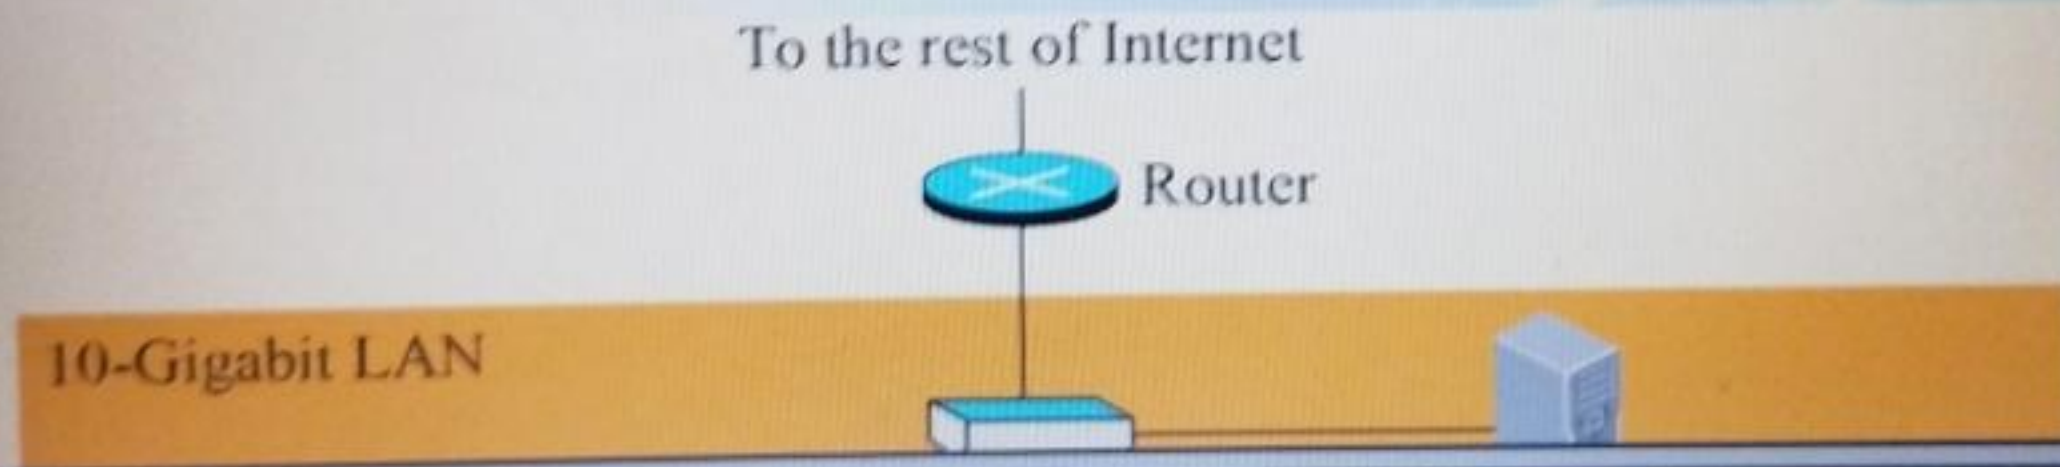 To the rest of Internet
Router
10-Gigabit LAN